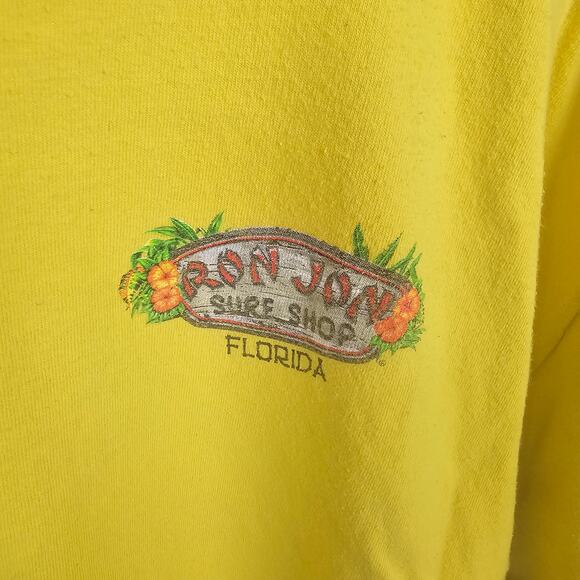 RON JON
SURF SHOP
FLORIDA
®